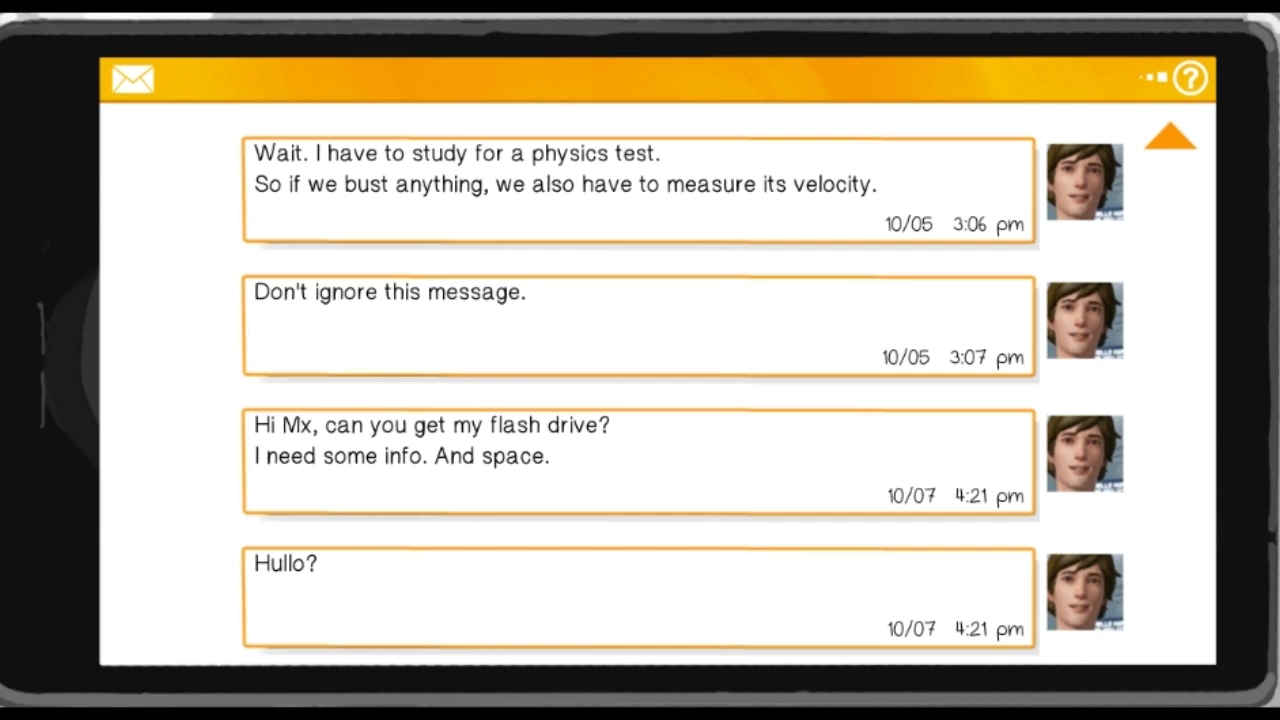 Wait. I have to study for a physics test.
So if we bust anything, we also have to measure its velocity.
10/05 3:06 pm
Don't ignore this message.
10/05 3:07 pm
Hi Mx, can you get my flash drive?
I need some info. And space.
10/07 4:21 pm
Hullo?
10/07 4:21 pm